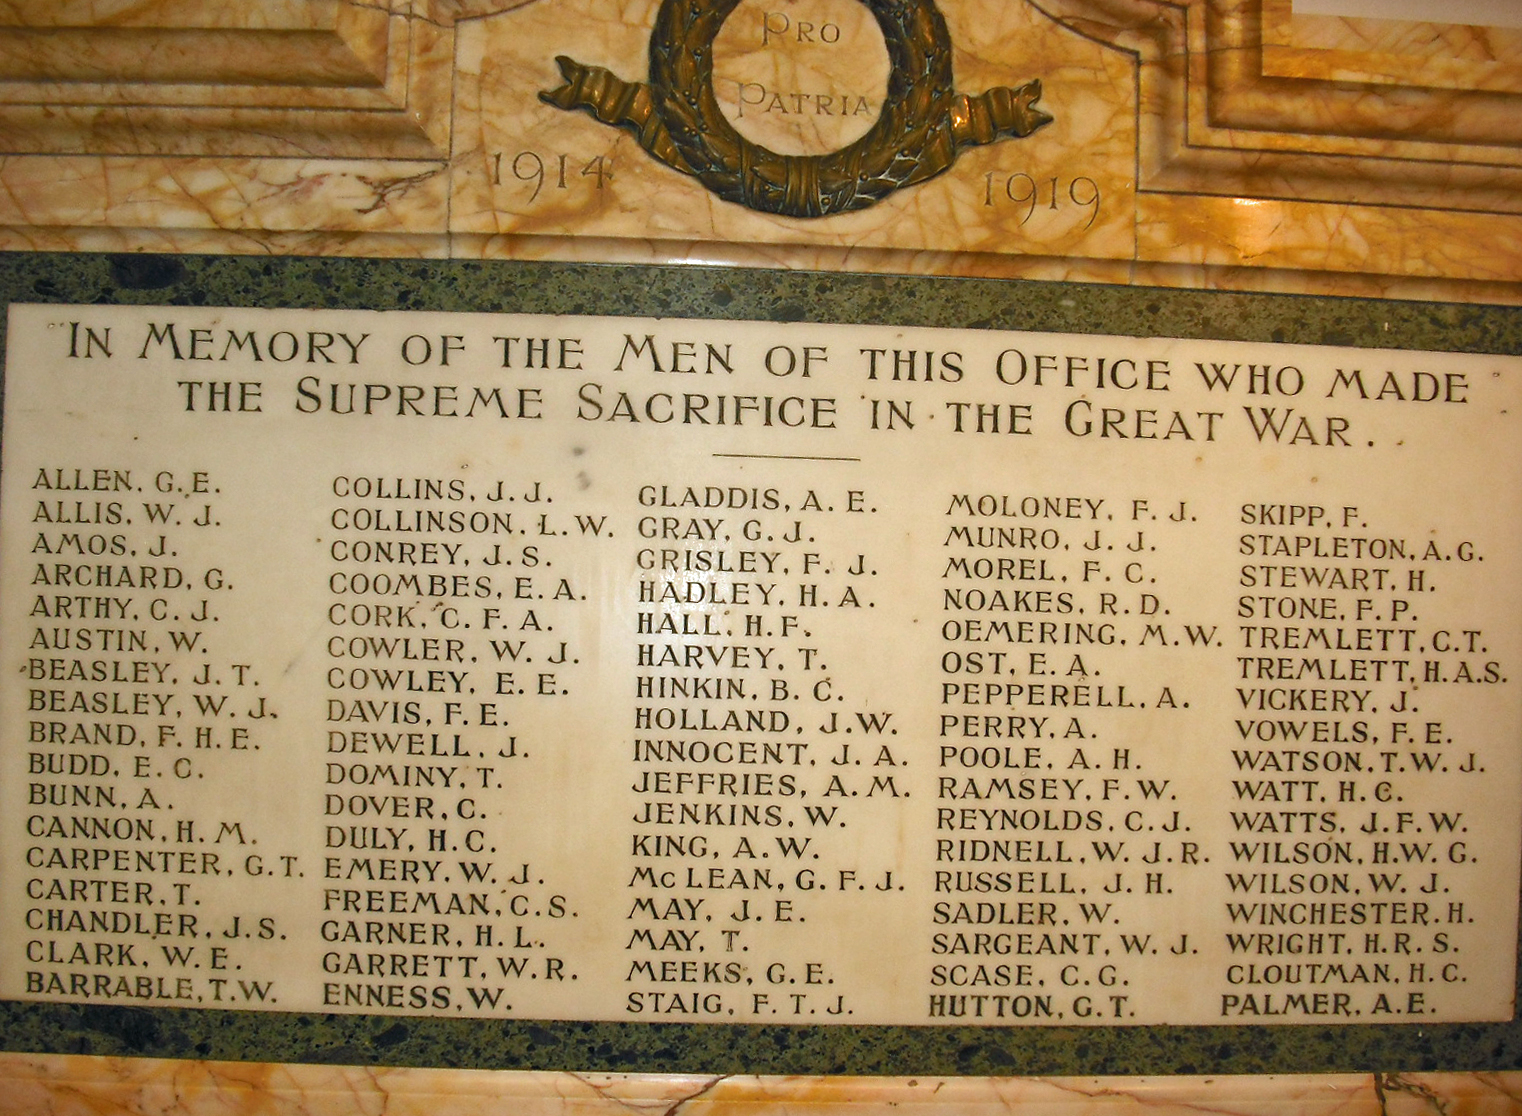 PRO
PATRIA
1914
1919
"IN MEMORY OF THE MEN OF THIS OFFICE WHO MADE"
THE SUPREME SACRIFICE IN THE GREAT WAR..
ALLEN. G. E.
ALLIS. W. J.
AMOS. J.
ARCHARD, G.
ARTHY. C. J.
AUSTIN, W.
BEASLEY, J. T.
BEASLEY, W. J.
BRAND, F. H. E.
BUDD, E. C.
BUNN, A.
CANNON, H. M.
CARPENTER, G. T.
CARTER, T.
CHANDLER, J. S.
CLARK, W. E.
BARRABLE, T. W.
COLLINS, J. J.
COLLINSON. L. W.
CONREY, J. S.
COOMBES, E. A.
CORK, C. F. A.
COWLER, W. J.
COWLEY, E. E.
DAVIS, F. E.
DEWELL, J.
DOMINY, T.
DOVER, C.
DULY, H. C.
EMERY, W. J.
FREEMAN, C. S.
GARNER, H. L.
GARRETT, W. R.
ENNESS, W.
GLADDIS, A. E.
GRAY, G. J.
GRISLEY, F. J.
HADLEY, H. A.
HALL, H. F.
HARVEY, T.
HINKIN, B. C.
HOLLAND, J. W.
INNOCENT, J. A.
JEFFRIES, A. M.
JENKINS, W.
KING, A. W.
McLEAN, G. F. J.
MAY, J. E.
MAY, T.
MEEKS, G. E.
STAIG, F. T. J.
MOLONEY, F. J.
MUNRO, J. J.
MOREL, F. C.
NOAKES, R. D.
OEMERING, M. W.
OST, E. A.
PEPPERELL, A.
PERRY, A.
POOLE, A. H.
RAMSEY, F. W.
REYNOLDS, C. J.
RIDNELL, W. J. R.
RUSSELL, J. H.
SADLER, W.
SARGEANT, W. J.
SCASE, C. G.
HUTTON, G. T.
SKIPP, F.
STAPLETON, A. G.
STEWART, H.
STONE, F. P.
TREMLETT, C. T.
TREMLETT, H. A. S.
VICKERY, J.
VOWELS, F. E.
WATSON, T. W. J.
WATT, H. C.
WATTS, J. F. W.
WILSON, H. W. G.
WILSON, W. J.
WINCHESTER, H.
WRIGHT, H. R. S.
CLOUTMAN, H. C.
PALMER, A. E.